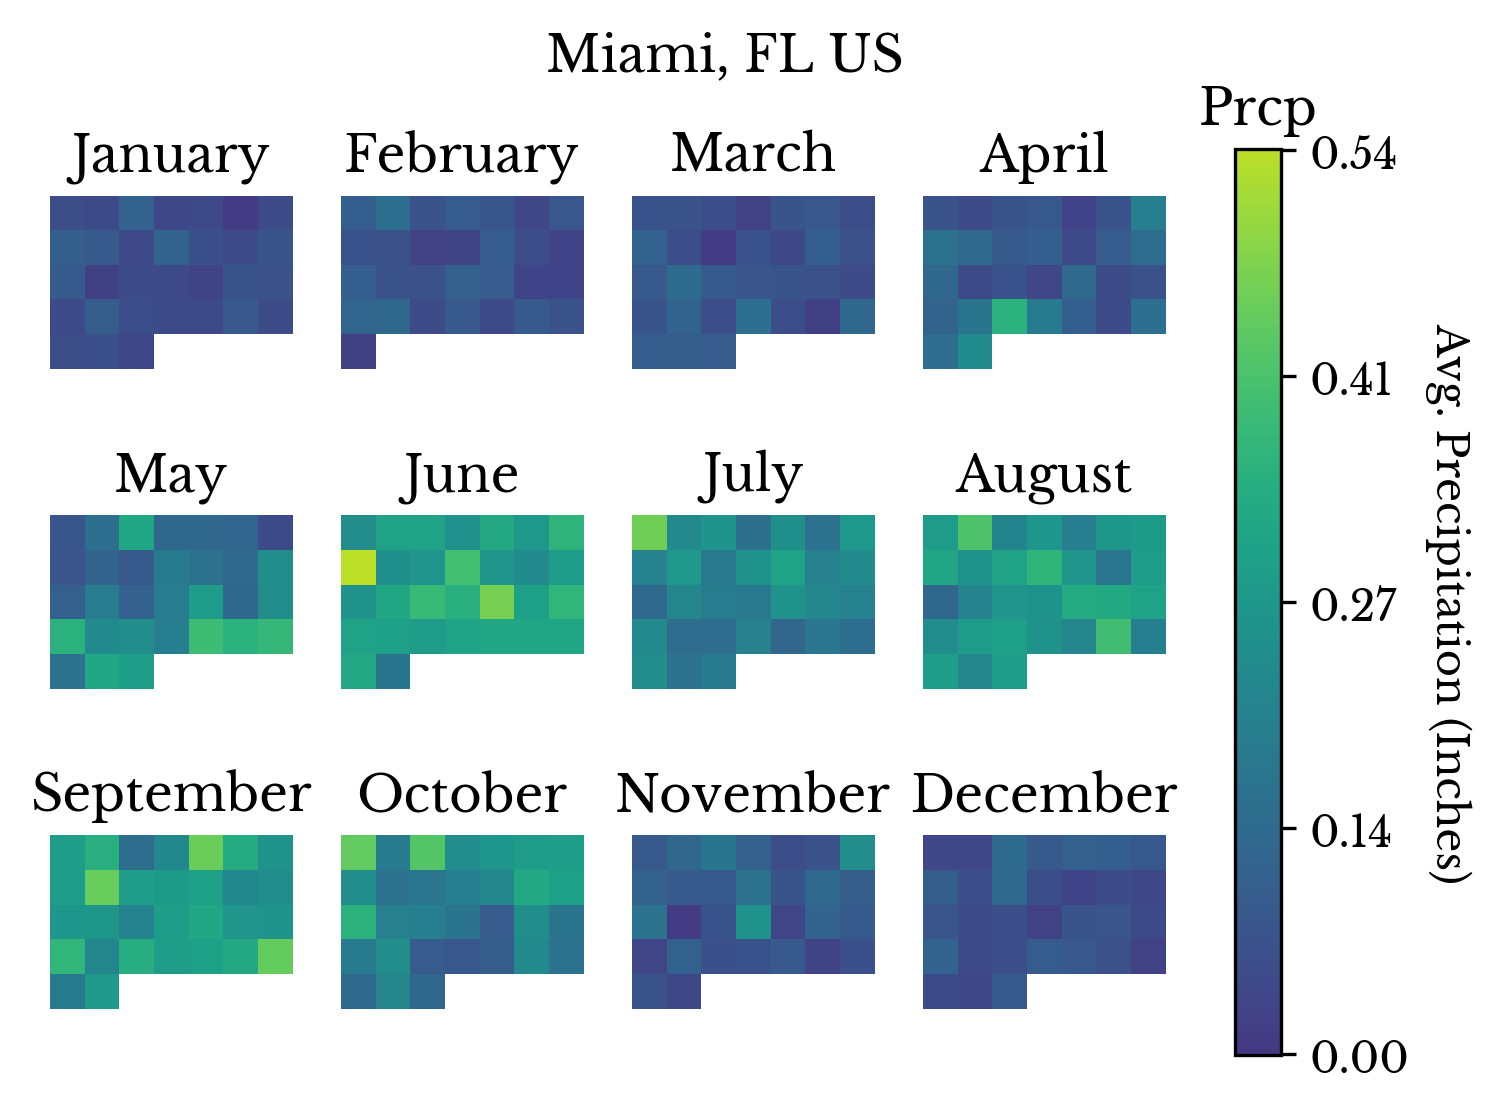 Miami, FL US
Prcp
January
February
March
April
May
June
July
August
September
October
November
December
0.54
0.41
0.27
0.14
0.00
Avg. Precipitation (Inches)